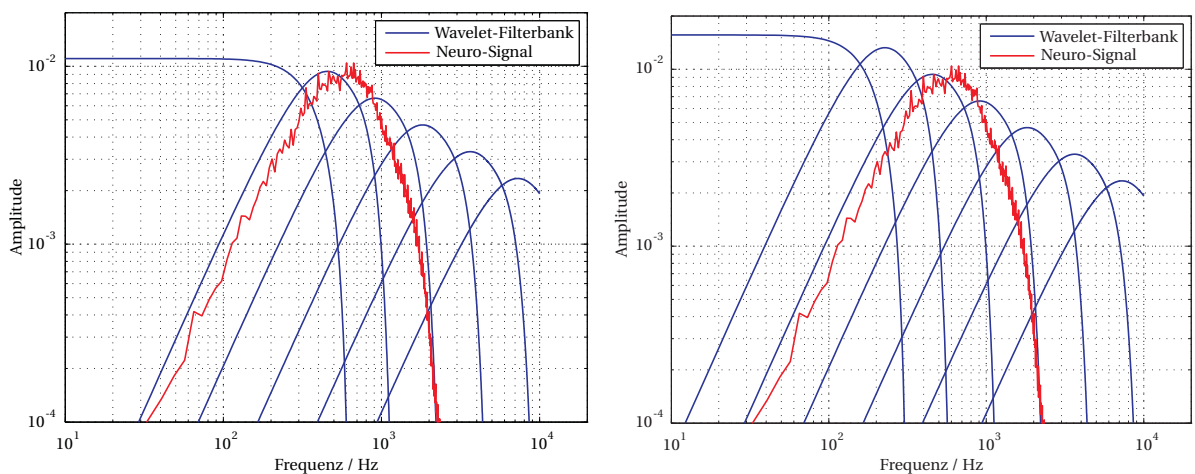 Wavelet-Filterbank
Neuro-Signal
10^-2
10^-3
10^-4
Amplitude
10^1
10^2
10^3
10^4
Frequenz / Hz
Wavelet-Filterbank
Neuro-Signal
10^-2
10^-3
10^-4
Amplitude
10^1
10^2
10^3
10^4
Frequenz / Hz